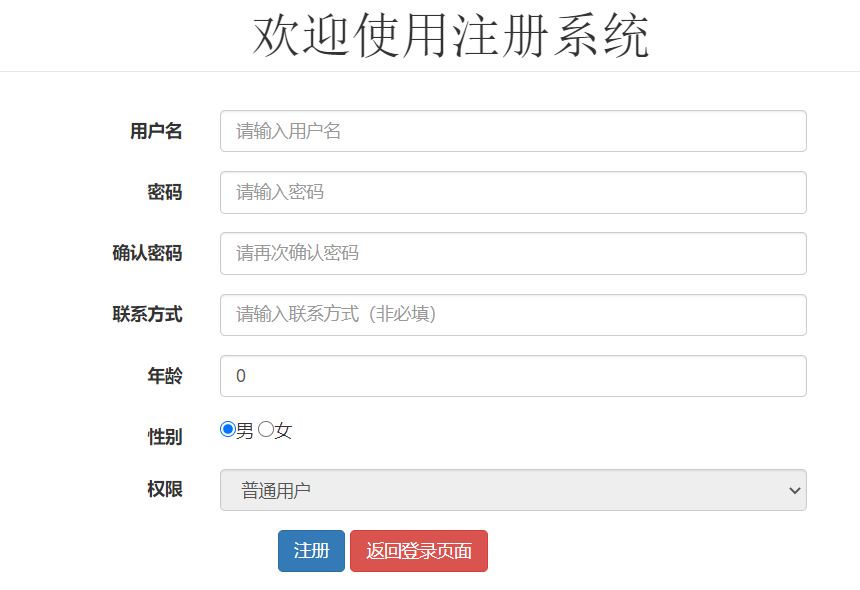 欢迎使用注册系统
用户名 请输入用户名
密码 请输入密码
确认密码 请再次确认密码
联系方式 请输入联系方式（非必填）
年龄 0
性别 男 女
权限 普通用户
注册 返回登录页面